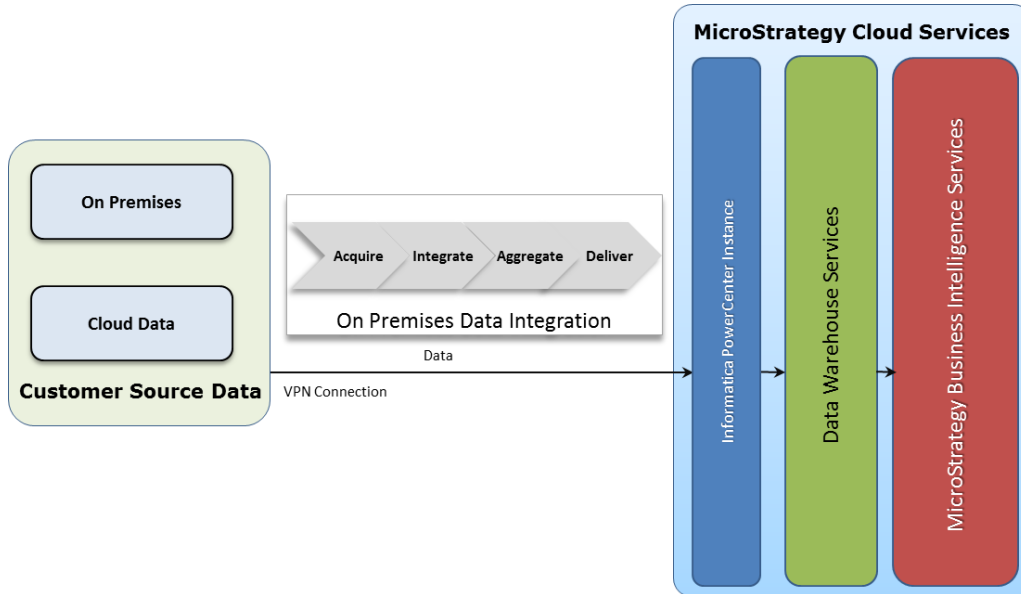 MicroStrategy Cloud Services
On Premises
Cloud Data
Customer Source Data
Acquire
Integrate
Aggregate
Deliver
On Premises Data Integration
Data
VPN Connection
Informatica PowerCenter Instance
Data Warehouse Services
MicroStrategy Business Intelligence Services